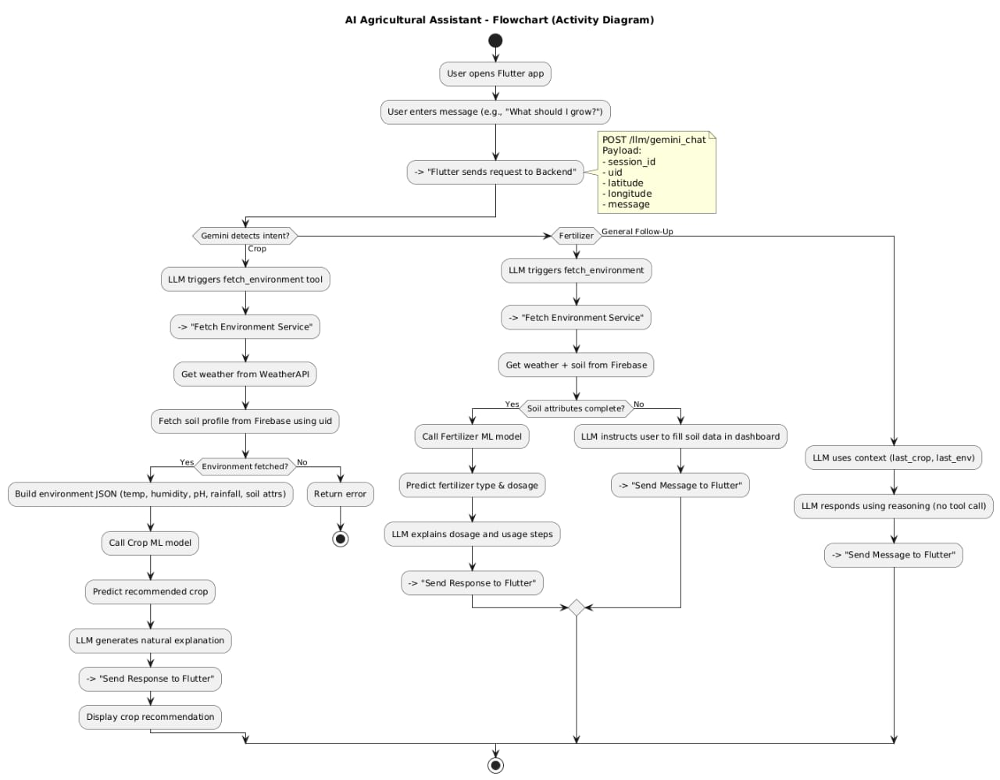 AI Agricultural Assistant - Flowchart (Activity Diagram)
User opens Flutter app
User enters message (e.g., "What should I grow?")
-> "Flutter sends request to Backend"
POST /llm/gemini_chat
Payload:
- session_id
- uid
- latitude
- longitude
- message
Gemini detects intent?
Crop
LLM triggers fetch_environment tool
-> "Fetch Environment Service"
Get weather from WeatherAPI
Fetch soil profile from Firebase using uid
Environment fetched?
Yes
No
Build environment JSON (temp, humidity, pH, rainfall, soil attrs)
Call Crop ML model
Predict recommended crop
LLM generates natural explanation
-> "Send Response to Flutter"
Display crop recommendation
Return error
Fertilizer
LLM triggers fetch_environment
-> "Fetch Environment Service"
Get weather + soil from Firebase
Soil attributes complete?
Yes
No
Call Fertilizer ML model
Predict fertilizer type & dosage
LLM explains dosage and usage steps
-> "Send Response to Flutter"
LLM instructs user to fill soil data in dashboard
-> "Send Message to Flutter"
General Follow-Up
LLM uses context (last_crop, last_env)
LLM responds using reasoning (no tool call)
-> "Send Message to Flutter"